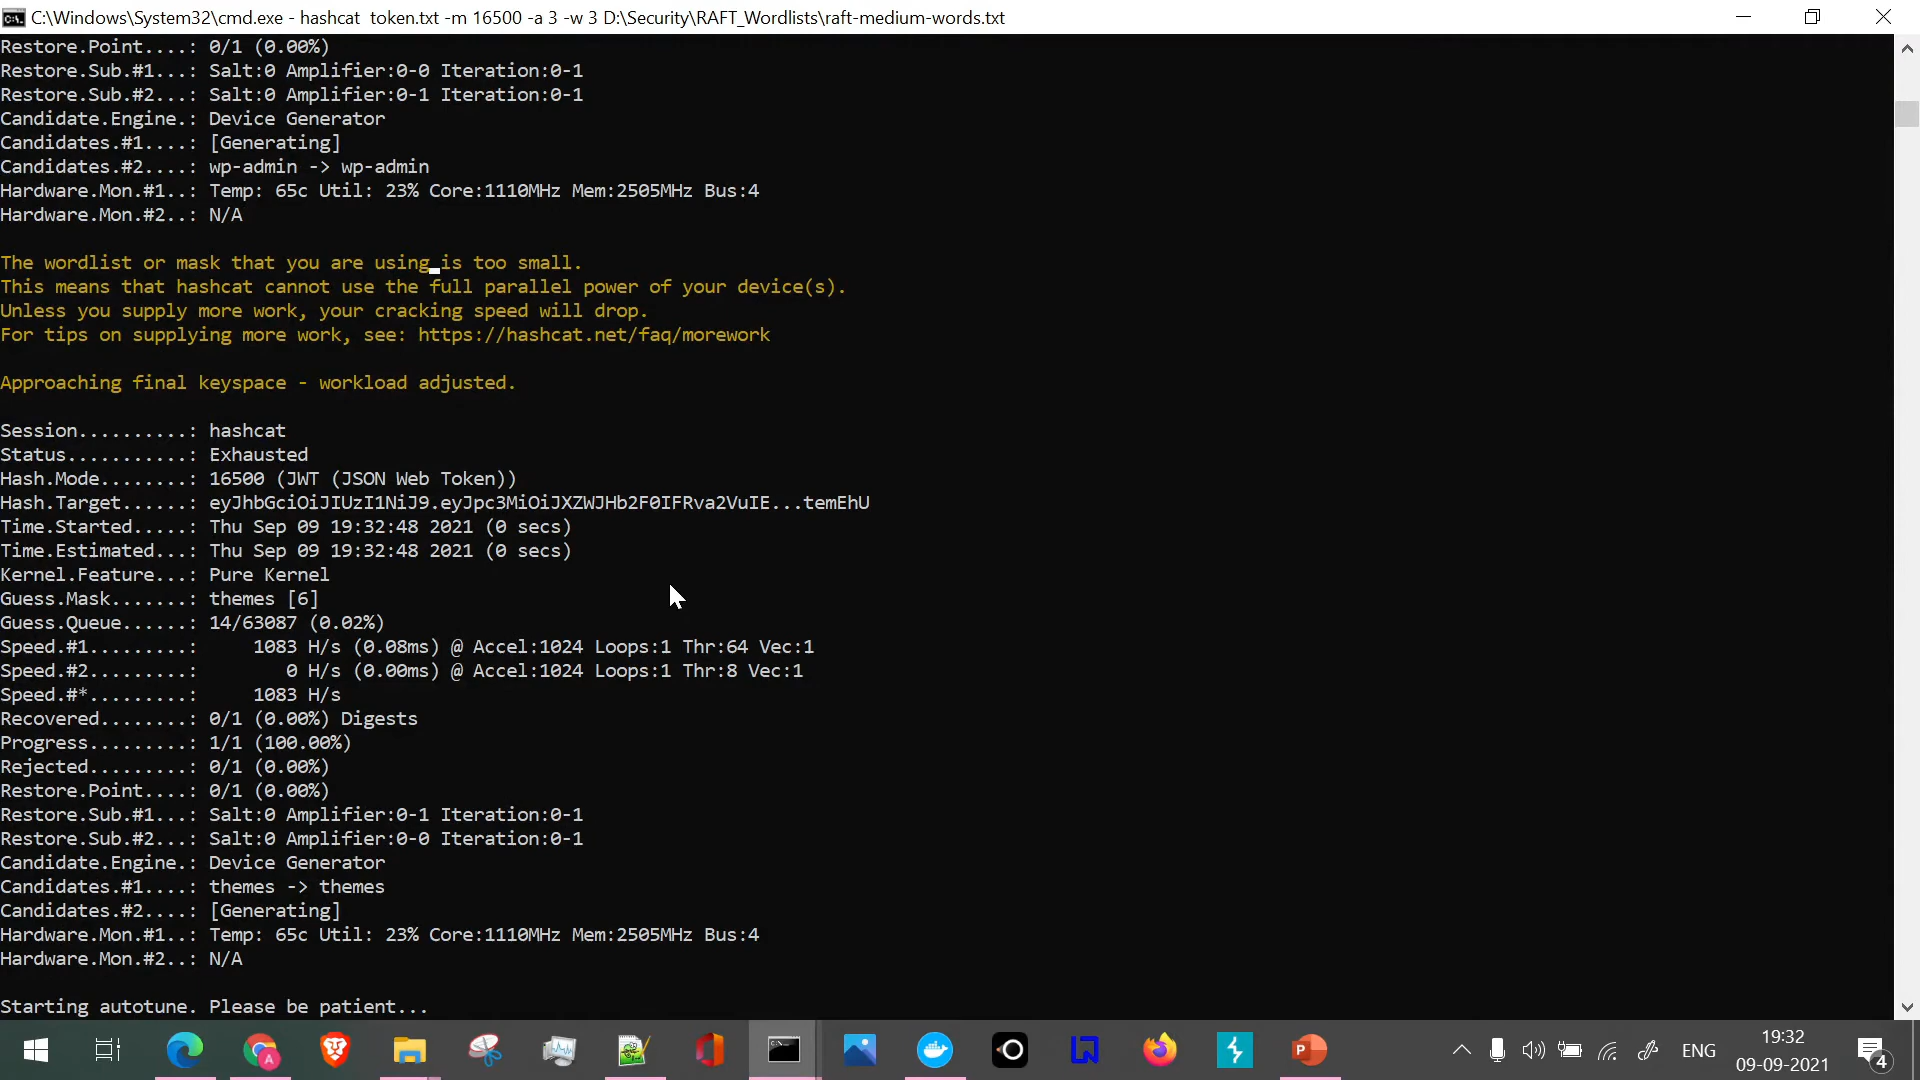 C:\Windows\System32\cmd.exe - hashcat  token.txt -m 16500 -a 3 -w 3 D:\Security\RAFT_Wordlists\raft-medium-words.txt
Restore.Point....: 0/1 (0.00%)
Restore.Sub.#1...: Salt:0 Amplifier:0-0 Iteration:0-1
Restore.Sub.#2...: Salt:0 Amplifier:0-1 Iteration:0-1
Candidate.Engine.: Device Generator
Candidates.#1....: [Generating]
Candidates.#2....: wp-admin -> wp-admin
Hardware.Mon.#1..: Temp: 65c Util: 23% Core:1110MHz Mem:2505MHz Bus:4
Hardware.Mon.#2..: N/A
The wordlist or mask that you are using is too small.
This means that hashcat cannot use the full parallel power of your device(s).
Unless you supply more work, your cracking speed will drop.
For tips on supplying more work, see: https://hashcat.net/faq/morework
Approaching final keyspace - workload adjusted.
Session..........: hashcat
Status...........: Exhausted
Hash.Mode........: 16500 (JWT (JSON Web Token))
Hash.Target......: eyJhbGciOiJIUzI1NiJ9.eyJpc3MiOiJXZWJHb2F0IFRva2VuIE...temEhU
Time.Started.....: Thu Sep 09 19:32:48 2021 (0 secs)
Time.Estimated...: Thu Sep 09 19:32:48 2021 (0 secs)
Kernel.Feature...: Pure Kernel
Guess.Mask.......: themes [6]
Guess.Queue......: 14/63087 (0.02%)
Speed.#1.........:     1083 H/s (0.08ms) @ Accel:1024 Loops:1 Thr:64 Vec:1
Speed.#2.........:        0 H/s (0.00ms) @ Accel:1024 Loops:1 Thr:8 Vec:1
Speed.#*.........:     1083 H/s
Recovered........: 0/1 (0.00%) Digests
Progress.........: 1/1 (100.00%)
Rejected.........: 0/1 (0.00%)
Restore.Point....: 0/1 (0.00%)
Restore.Sub.#1...: Salt:0 Amplifier:0-1 Iteration:0-1
Restore.Sub.#2...: Salt:0 Amplifier:0-0 Iteration:0-1
Candidate.Engine.: Device Generator
Candidates.#1....: themes -> themes
Candidates.#2....: [Generating]
Hardware.Mon.#1..: Temp: 65c Util: 23% Core:1110MHz Mem:2505MHz Bus:4
Hardware.Mon.#2..: N/A
Starting autotune. Please be patient...
ENG
19:32
09-09-2021
4